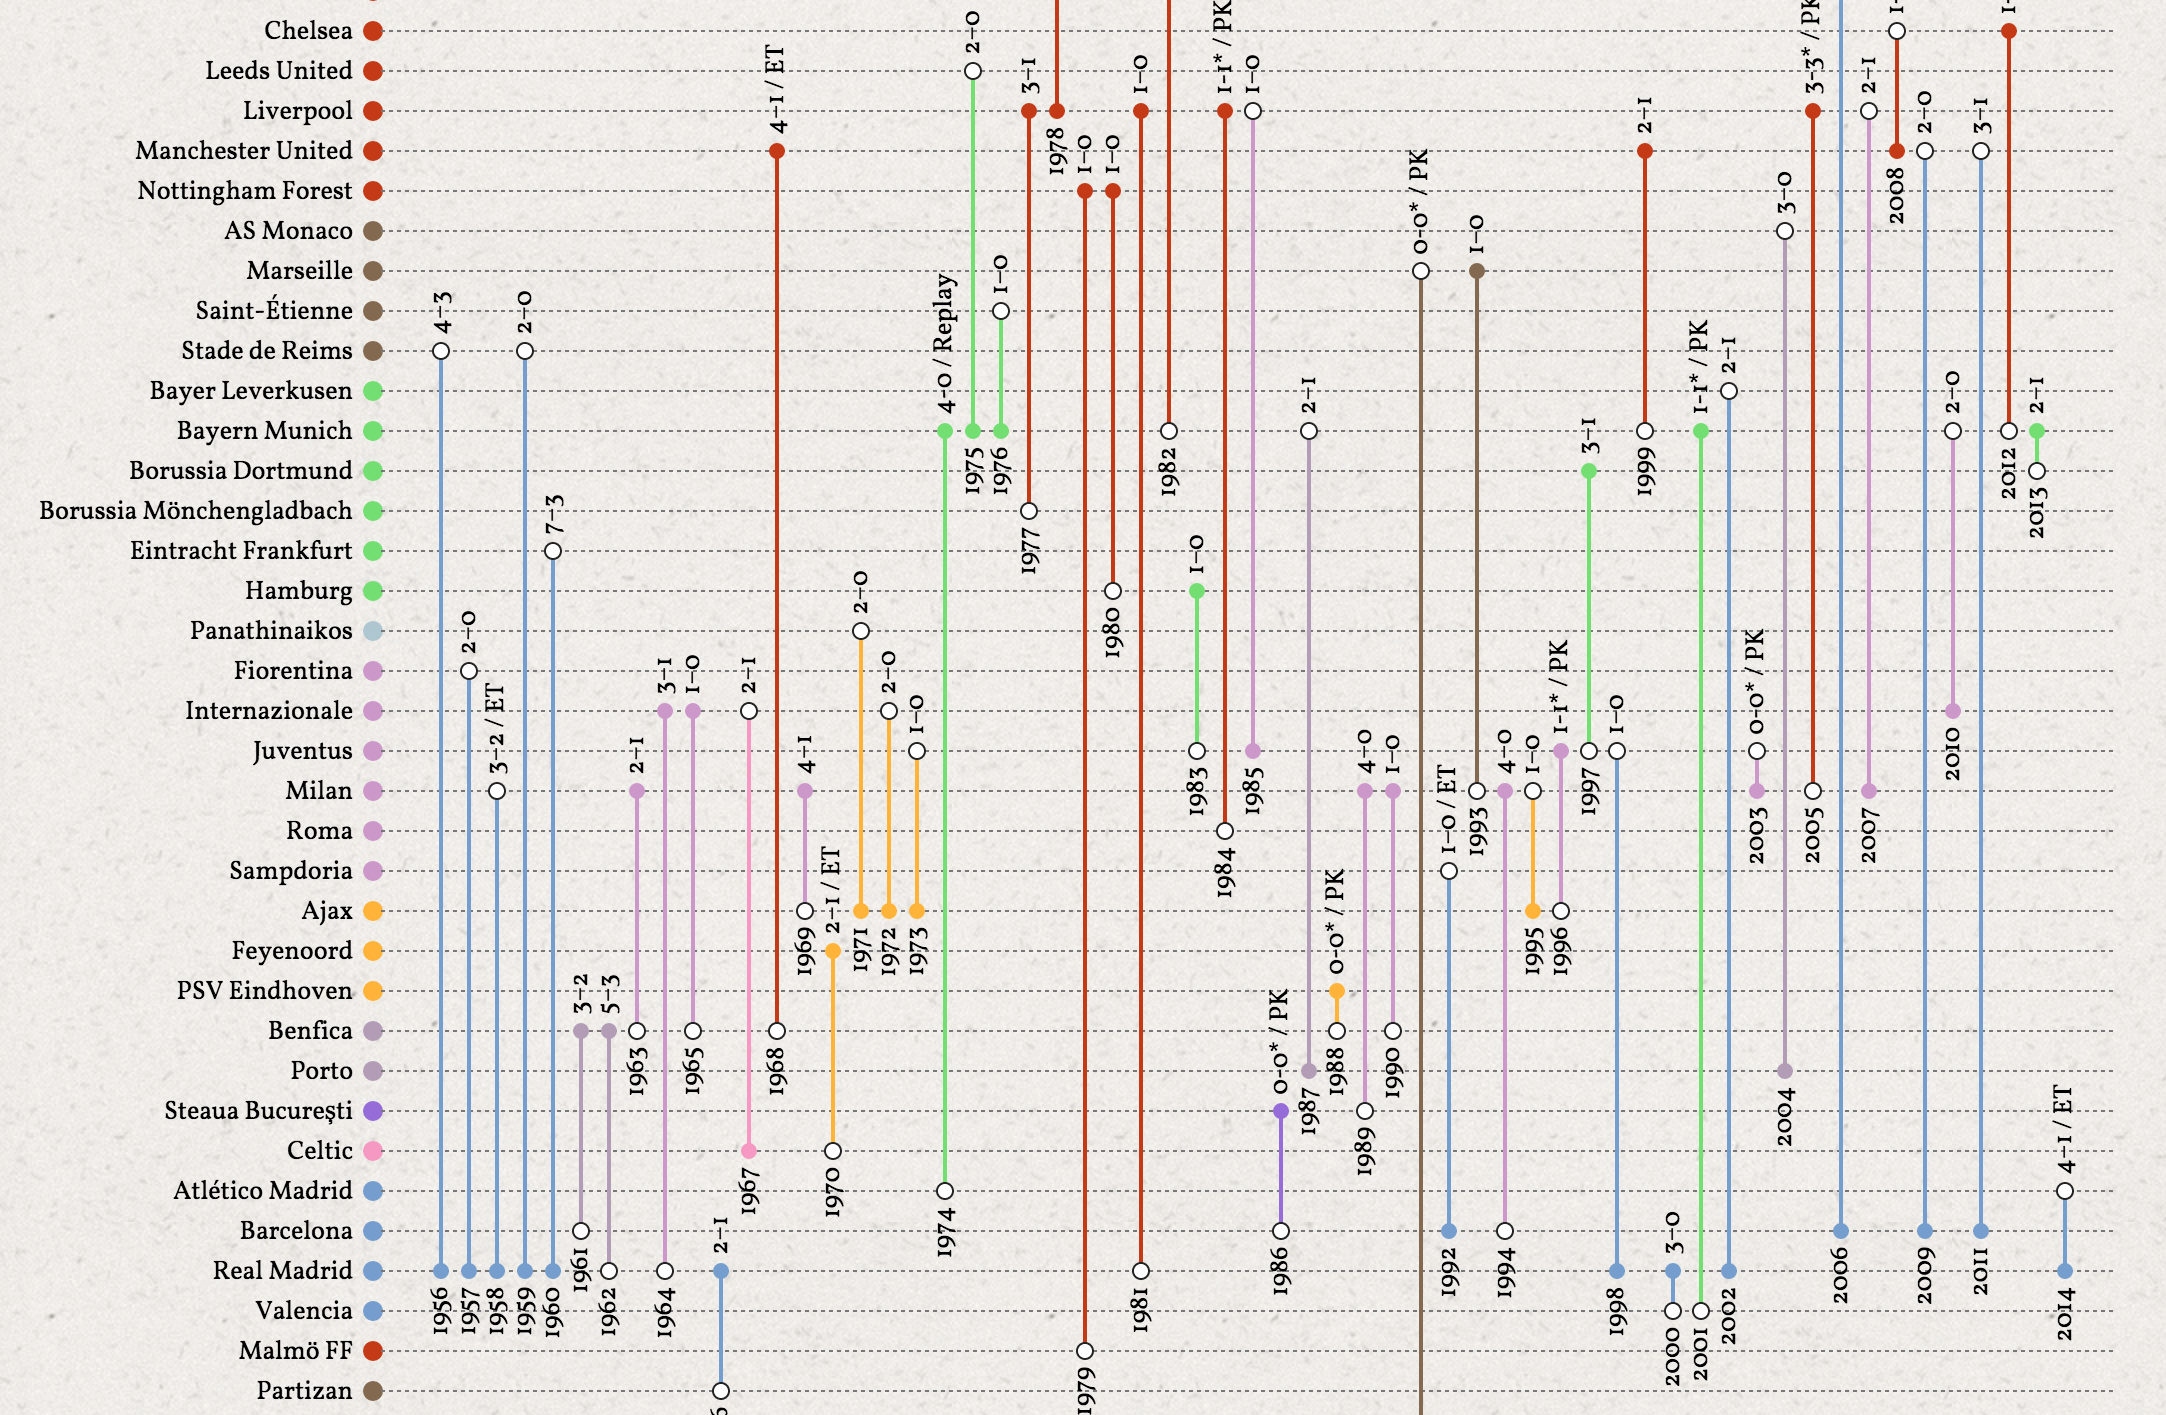 Chelsea
Leeds United
Liverpool
Manchester United
Nottingham Forest
AS Monaco
Marseille
Saint-Étienne
Stade de Reims
Bayer Leverkusen
Bayern Munich
Borussia Dortmund
Borussia Mönchengladbach
Eintracht Frankfurt
Hamburg
Panathinaikos
Fiorentina
Internazionale
Juventus
Milan
Roma
Sampdoria
Ajax
Feyenoord
PSV Eindhoven
Benfica
Porto
Steaua București
Celtic
Atlético Madrid
Barcelona
Real Madrid
Valencia
Malmö FF
Partizan
4–3
1956
2–0
1957
3–2 / ET
1958
2–0
1959
7–3
1960
3–2
1961
5–3
1962
2–1
1963
3–1
1964
1–0
1965
2–1
2–1
1967
4–1 / ET
1968
4–1
1969
2–1 / ET
1970
2–0
1971
2–0
1972
1–0
1973
4–0 / Replay
1974
2–0
1975
1–0
1976
3–1
1977
1978
1–0
1979
1–0
1980
1–0
1981
1982
1–0
1983
1–1* / PK
1984
1–0
1985
0–0* / PK
1986
2–1
1987
0–0* / PK
1988
4–0
1989
1–0
1990
0–0* / PK
1–0 / ET
1992
1–0
1993
4–0
1994
1–0
1995
1–1* / PK
1996
3–1
1997
1–0
1998
2–1
1999
3–0
2000
1–1* / PK
2001
2–1
2002
0–0* / PK
2003
3–0
2004
3–3* / PK
2005
2006
2–1
2007
2008
2–0
2009
2–0
2010
3–1
2011
2012
2–1
2013
4–1 / ET
2014